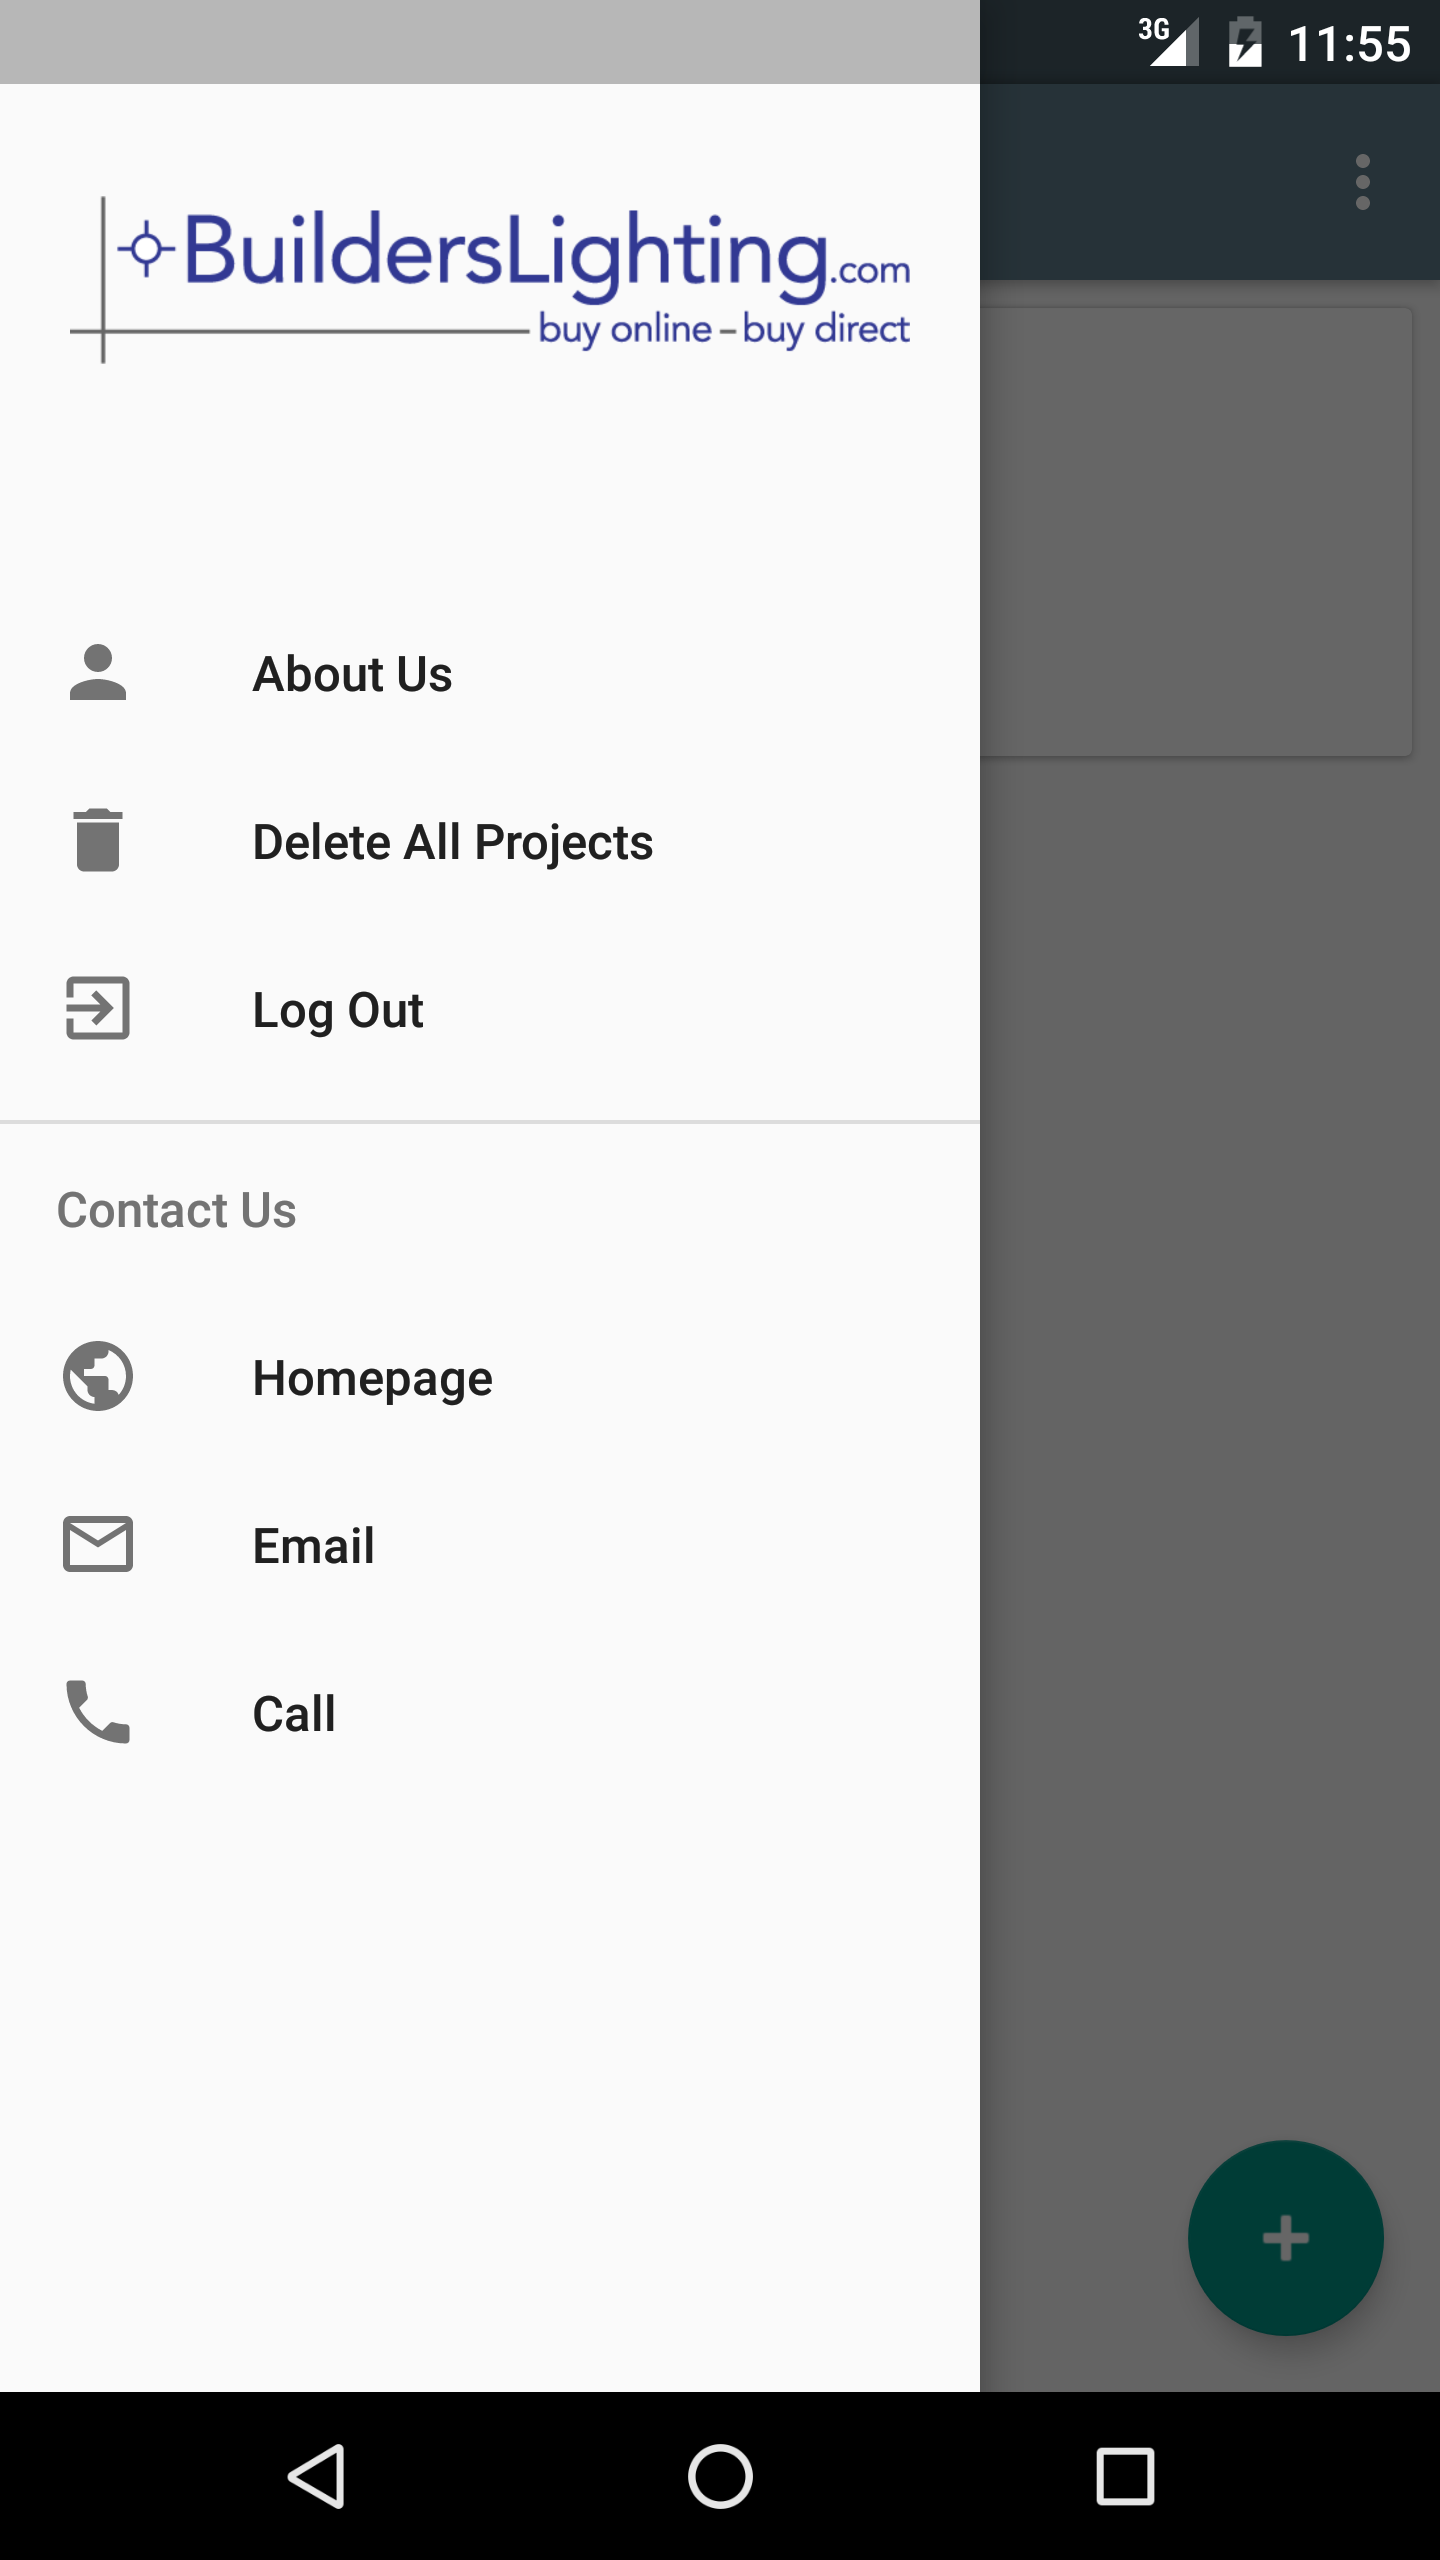 3G 11:55
BuildersLighting.com
buy online – buy direct
About Us
Delete All Projects
Log Out
Contact Us
Homepage
Email
Call